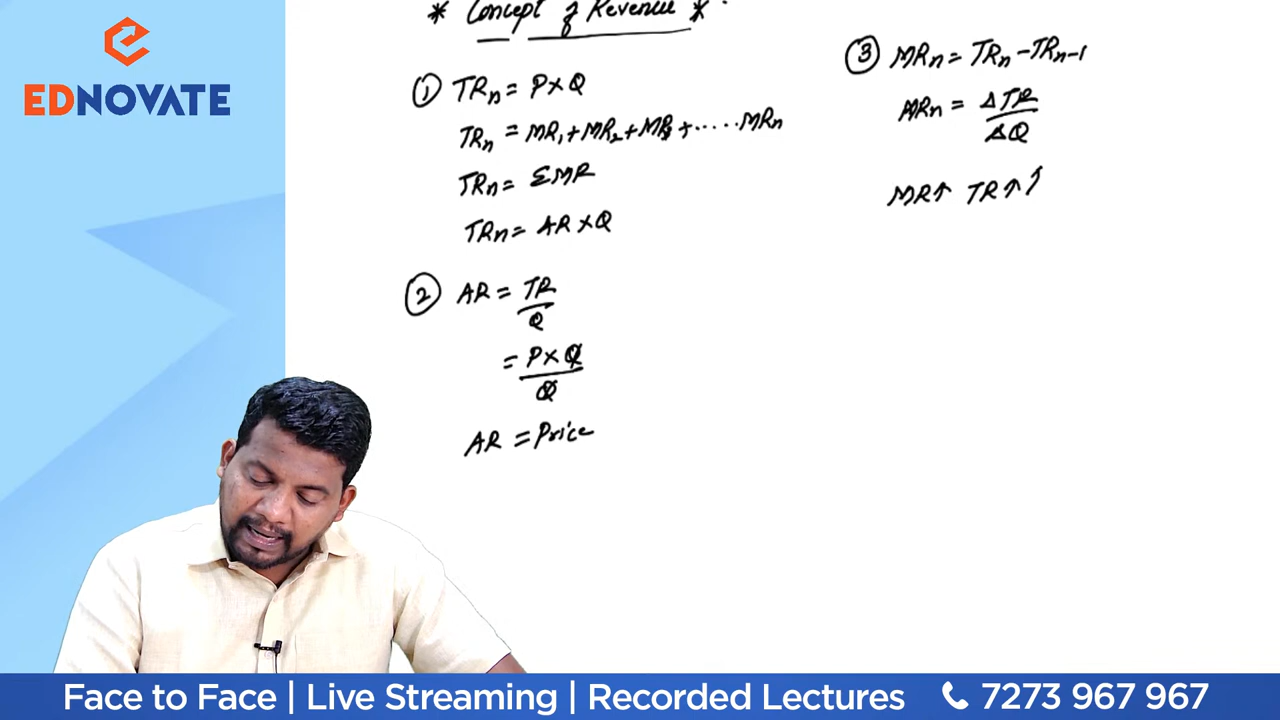 EDNOVATE
* Concept of Revenue *
① TRn = P×Q
TRn = MR1+MR2+MR3+.....MRn
TRn = ΣMR
TRn = AR×Q
② AR = TR
Q
= P×Q
Q
AR = Price
③ MRn = TRn-TRn-1
MRn = ΔTR
ΔQ
MR↑ TR↑↑
Face to Face | Live Streaming | Recorded Lectures 7273 967 967